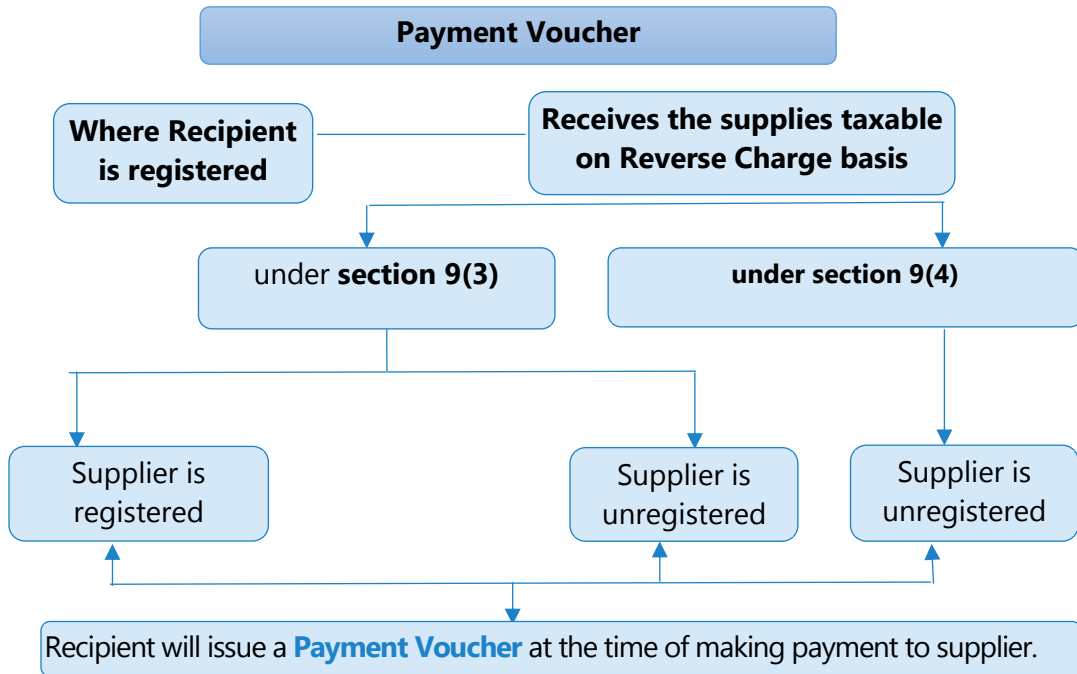 Payment Voucher
Where Recipient
is registered
Receives the supplies taxable
on Reverse Charge basis
under section 9(3)
under section 9(4)
Supplier is
registered
Supplier is
unregistered
Supplier is
unregistered
Recipient will issue a Payment Voucher at the time of making payment to supplier.